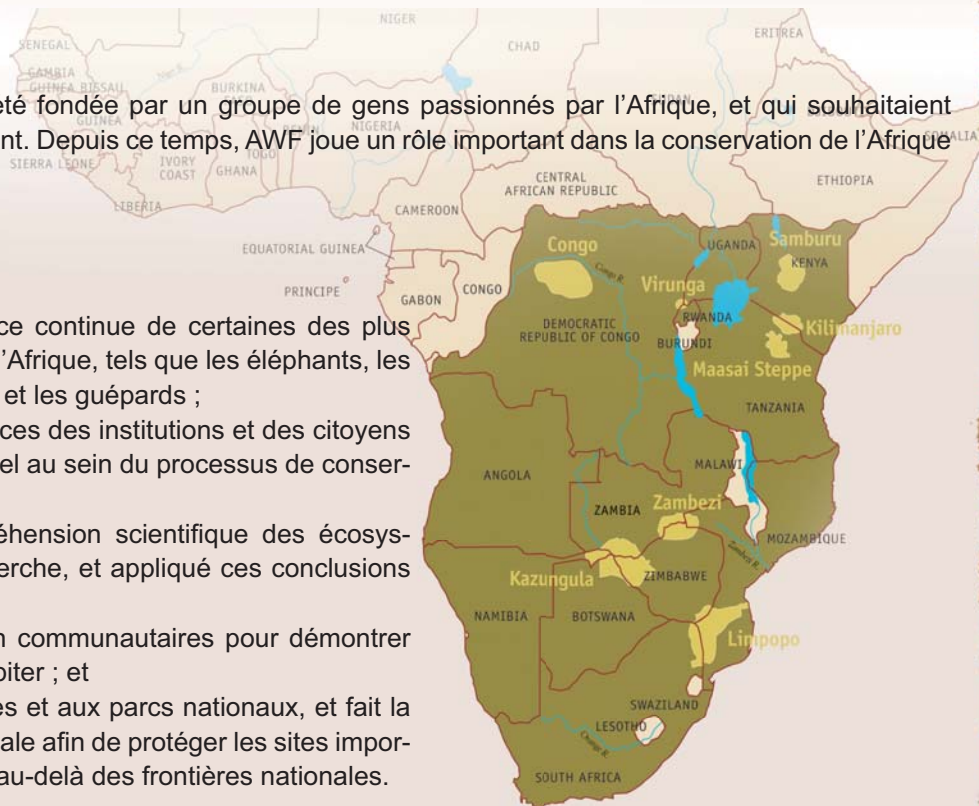 été fondée par un groupe de gens passionnés par l'Afrique, et qui souhaitaient
nt. Depuis ce temps, AWF joue un rôle important dans la conservation de l'Afrique
ce continue de certaines des plus
l'Afrique, tels que les éléphants, les
et les guépards ;
ces des institutions et des citoyens
el au sein du processus de conser-
éhension scientifique des écosys-
erche, et appliqué ces conclusions
n communautaires pour démontrer
oiter ; et
es et aux parcs nationaux, et fait la
ale afin de protéger les sites impor-
au-delà des frontières nationales.
NIGER
CHAD
ERITREA
SENEGAL
GAMBIA
GUINEA BISSAU
GUINEA
BURKINA
NIGERIA
SIERRA LEONE
IVORY
COAST
GHANA
TOGO
LIBERIA
SOMALIA
ETHIOPIA
CENTRAL
AFRICAN REPUBLIC
CAMEROON
EQUATORIAL GUINEA
PRINCIPE
GABON
CONGO
Congo
Congo R.
UGANDA
Samburu
KENYA
Virunga
RWANDA
DEMOCRATIC
REPUBLIC OF CONGO
BURUNDI
Kilimanjaro
Maasai Steppe
TANZANIA
ANGOLA
MALAWI
ZAMBIA
Zambezi
MOZAMBIQUE
Zambezi R.
Kazungula
ZIMBABWE
NAMIBIA
BOTSWANA
Limpopo
SWAZILAND
LESOTHO
Orange R.
SOUTH AFRICA